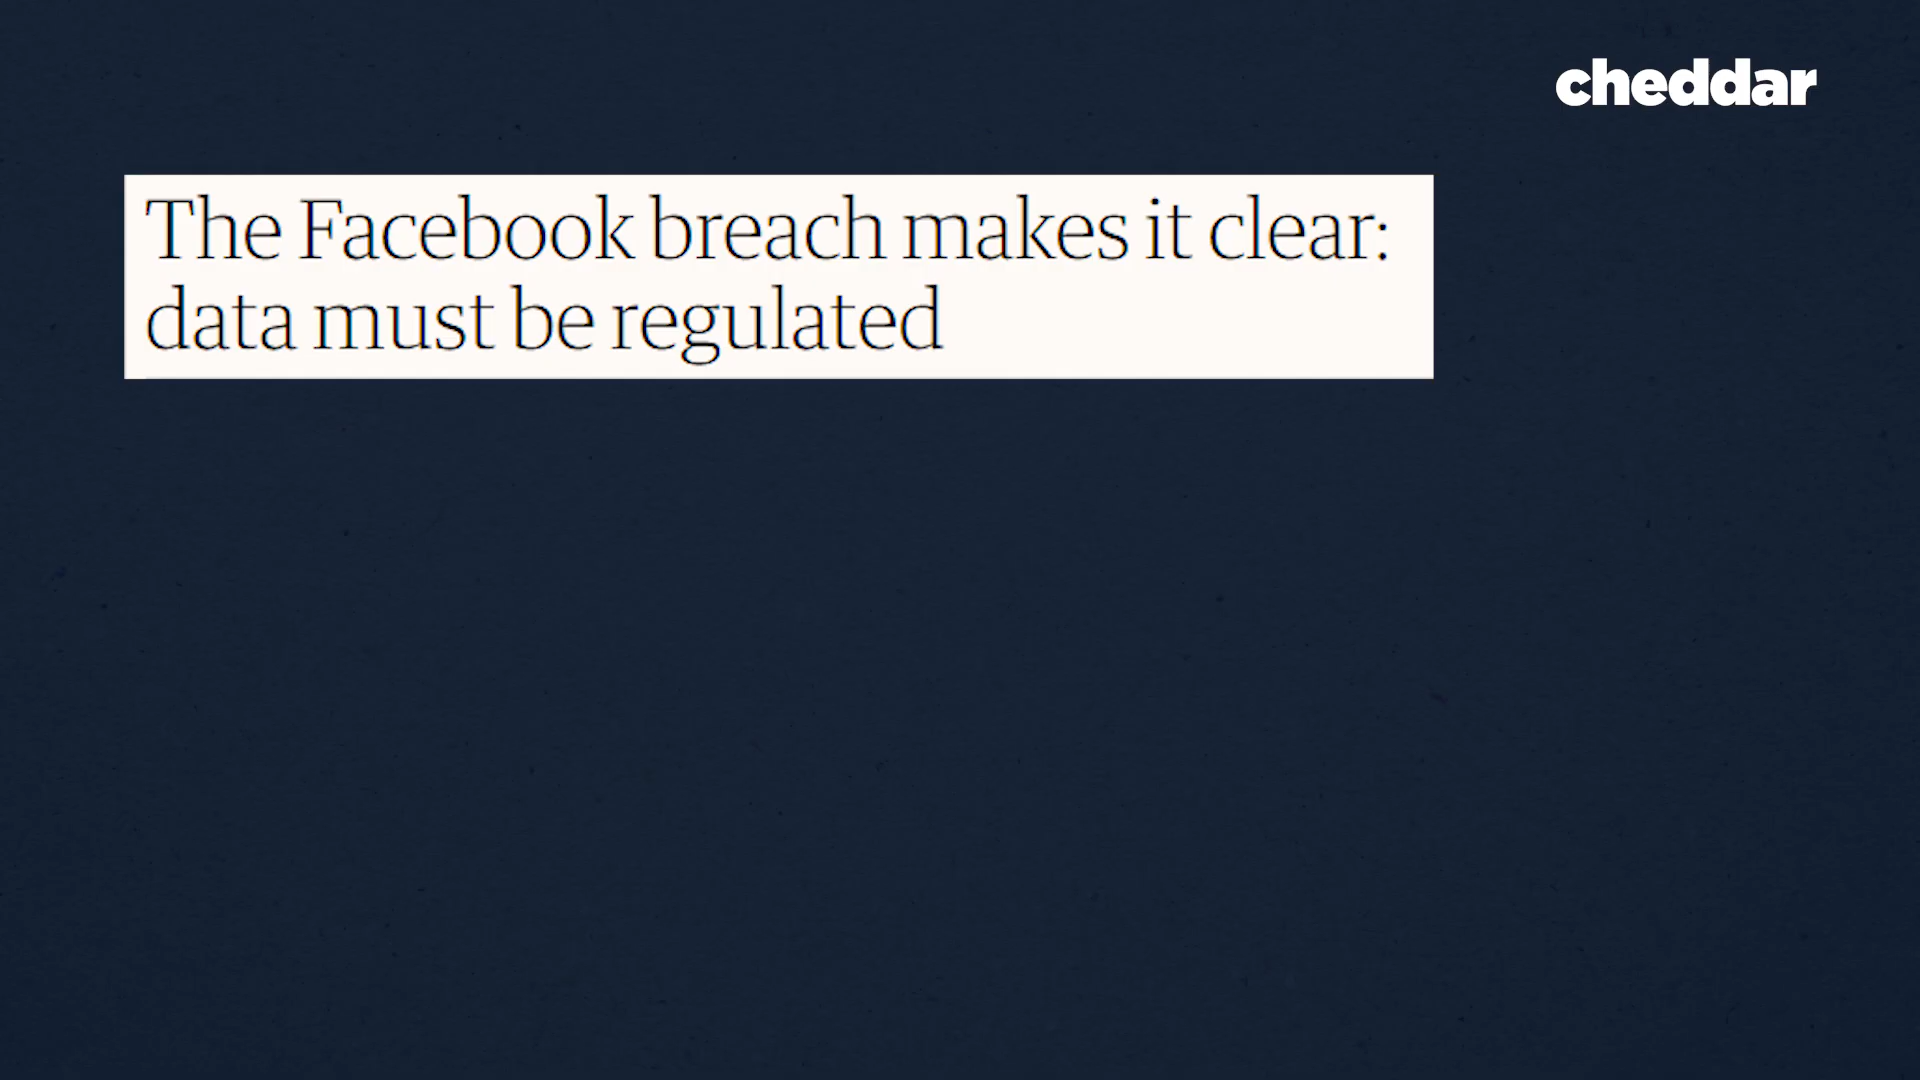 cheddar
The Facebook breach makes it clear:
data must be regulated